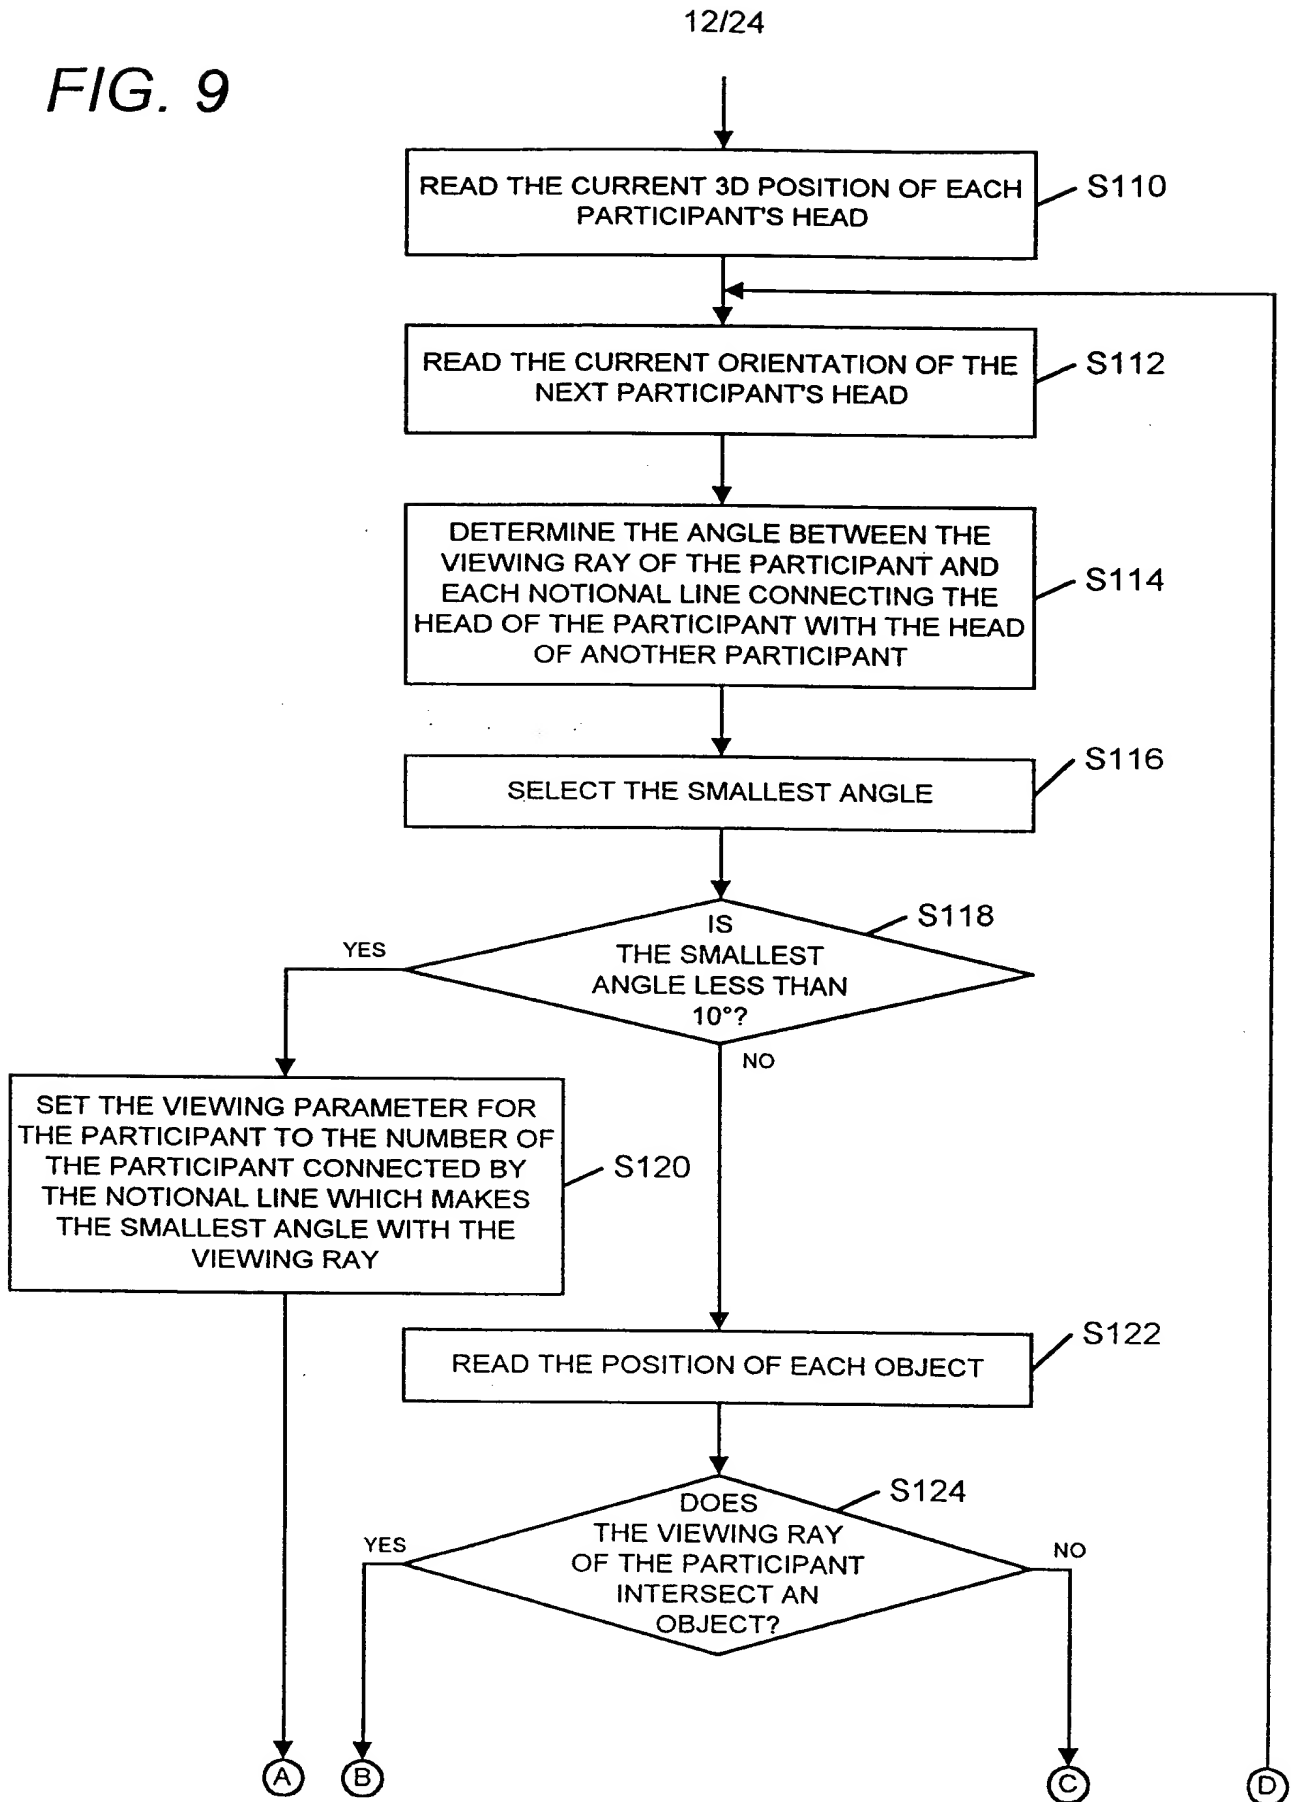 12/24
FIG. 9
READ THE CURRENT 3D POSITION OF EACH
PARTICIPANT'S HEAD
S110
READ THE CURRENT ORIENTATION OF THE
NEXT PARTICIPANT'S HEAD
S112
DETERMINE THE ANGLE BETWEEN THE
VIEWING RAY OF THE PARTICIPANT AND
EACH NOTIONAL LINE CONNECTING THE
HEAD OF THE PARTICIPANT WITH THE HEAD
OF ANOTHER PARTICIPANT
S114
SELECT THE SMALLEST ANGLE
S116
IS
THE SMALLEST
ANGLE LESS THAN
10°?
S118
YES
NO
SET THE VIEWING PARAMETER FOR
THE PARTICIPANT TO THE NUMBER OF
THE PARTICIPANT CONNECTED BY
THE NOTIONAL LINE WHICH MAKES
THE SMALLEST ANGLE WITH THE
VIEWING RAY
S120
READ THE POSITION OF EACH OBJECT
S122
DOES
THE VIEWING RAY
OF THE PARTICIPANT
INTERSECT AN
OBJECT?
S124
YES
NO
A
B
C
D